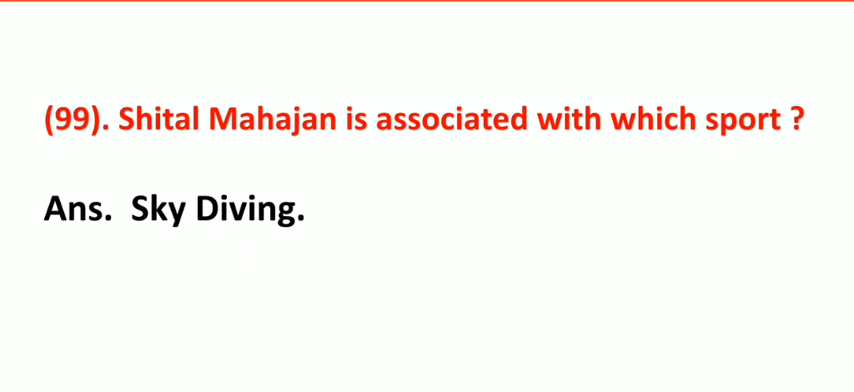 (99). Shital Mahajan is associated with which sport ?
Ans. Sky Diving.